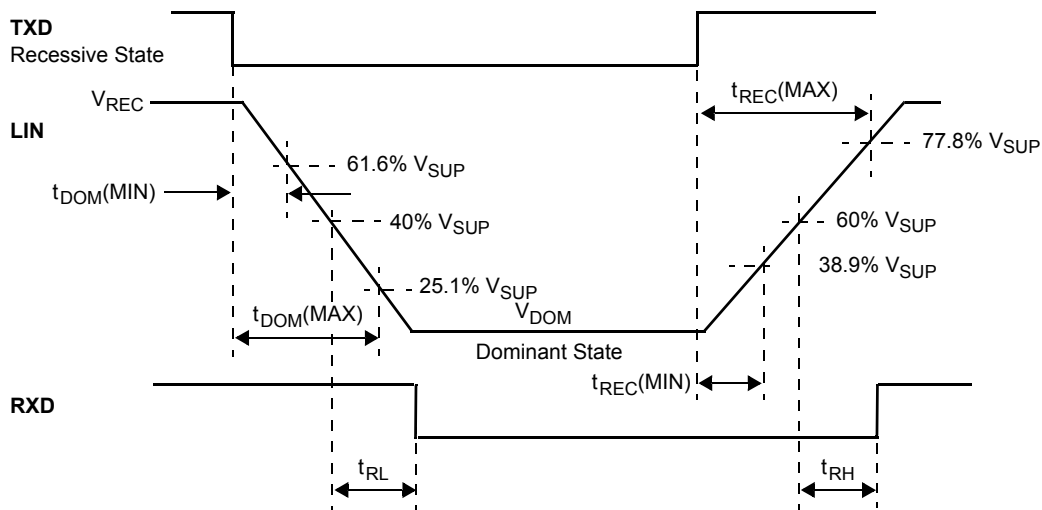 TXD
Recessive State
tREC(MAX)
VREC
LIN
77.8% VSUP
61.6% VSUP
tDOM(MIN)
40% VSUP
60% VSUP
38.9% VSUP
25.1% VSUP
tDOM(MAX)
VDOM
Dominant State
tREC(MIN)
RXD
tRL
tRH